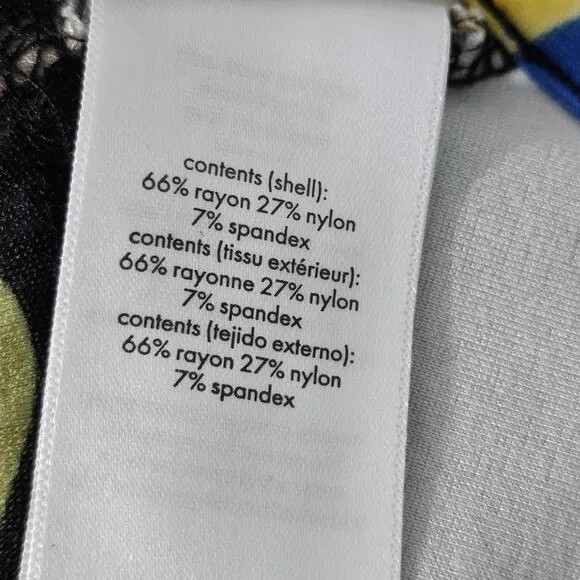 contents (shell):
66% rayon 27% nylon
7% spandex
contents (tissu extérieur):
66% rayonne 27% nylon
7% spandex
contents (tejido externo):
66% rayon 27% nylon
7% spandex